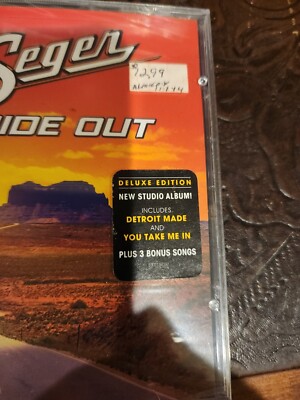 Seger
$2.99
IDE OUT
DELUXE EDITION
NEW STUDIO ALBUM!
INCLUDES
DETROIT MADE
AND
YOU TAKE ME IN
PLUS 3 BONUS SONGS